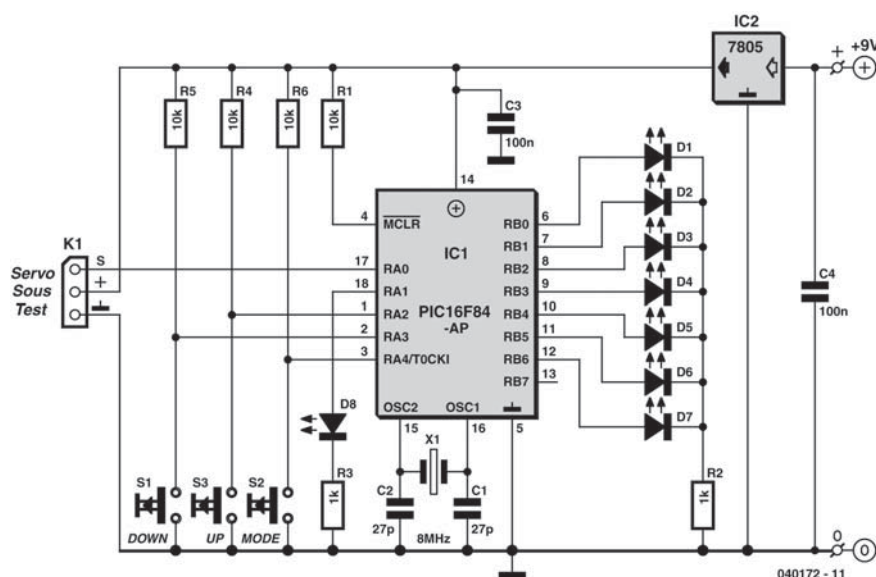 IC2
7805
+
+9V
R5
R4
R6
R1
10k
10k
10k
10k
C3
100n
14
D1
D2
D3
D4
D5
D6
D7
C4
100n
4
MCLR
IC1
RB0
6
RB1
7
RB2
8
RB3
9
RB4
10
RB5
11
RB6
12
RB7
13
K1
S
+
Servo
Sous
Test
17
RA0
18
RA1
1
RA2
2
RA3
3
RA4/T0CKI
PIC16F84
-AP
OSC2
OSC1
15
16
5
D8
X1
R3
1k
C2
27p
C1
27p
8MHz
R2
1k
S1
S3
S2
DOWN
UP
MODE
0
040172 - 11